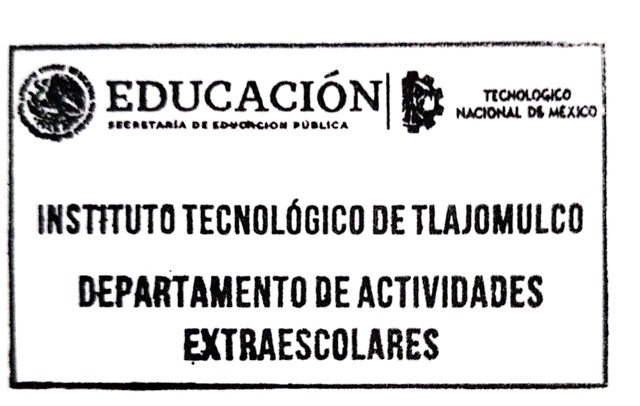 EDUCACIÓN
SECRETARÍA DE EDUCACIÓN PÚBLICA
TECNOLOGICO
NACIONAL DE MÉXICO
INSTITUTO TECNOLÓGICO DE TLAJOMULCO
DEPARTAMENTO DE ACTIVIDADES
EXTRAESCOLARES